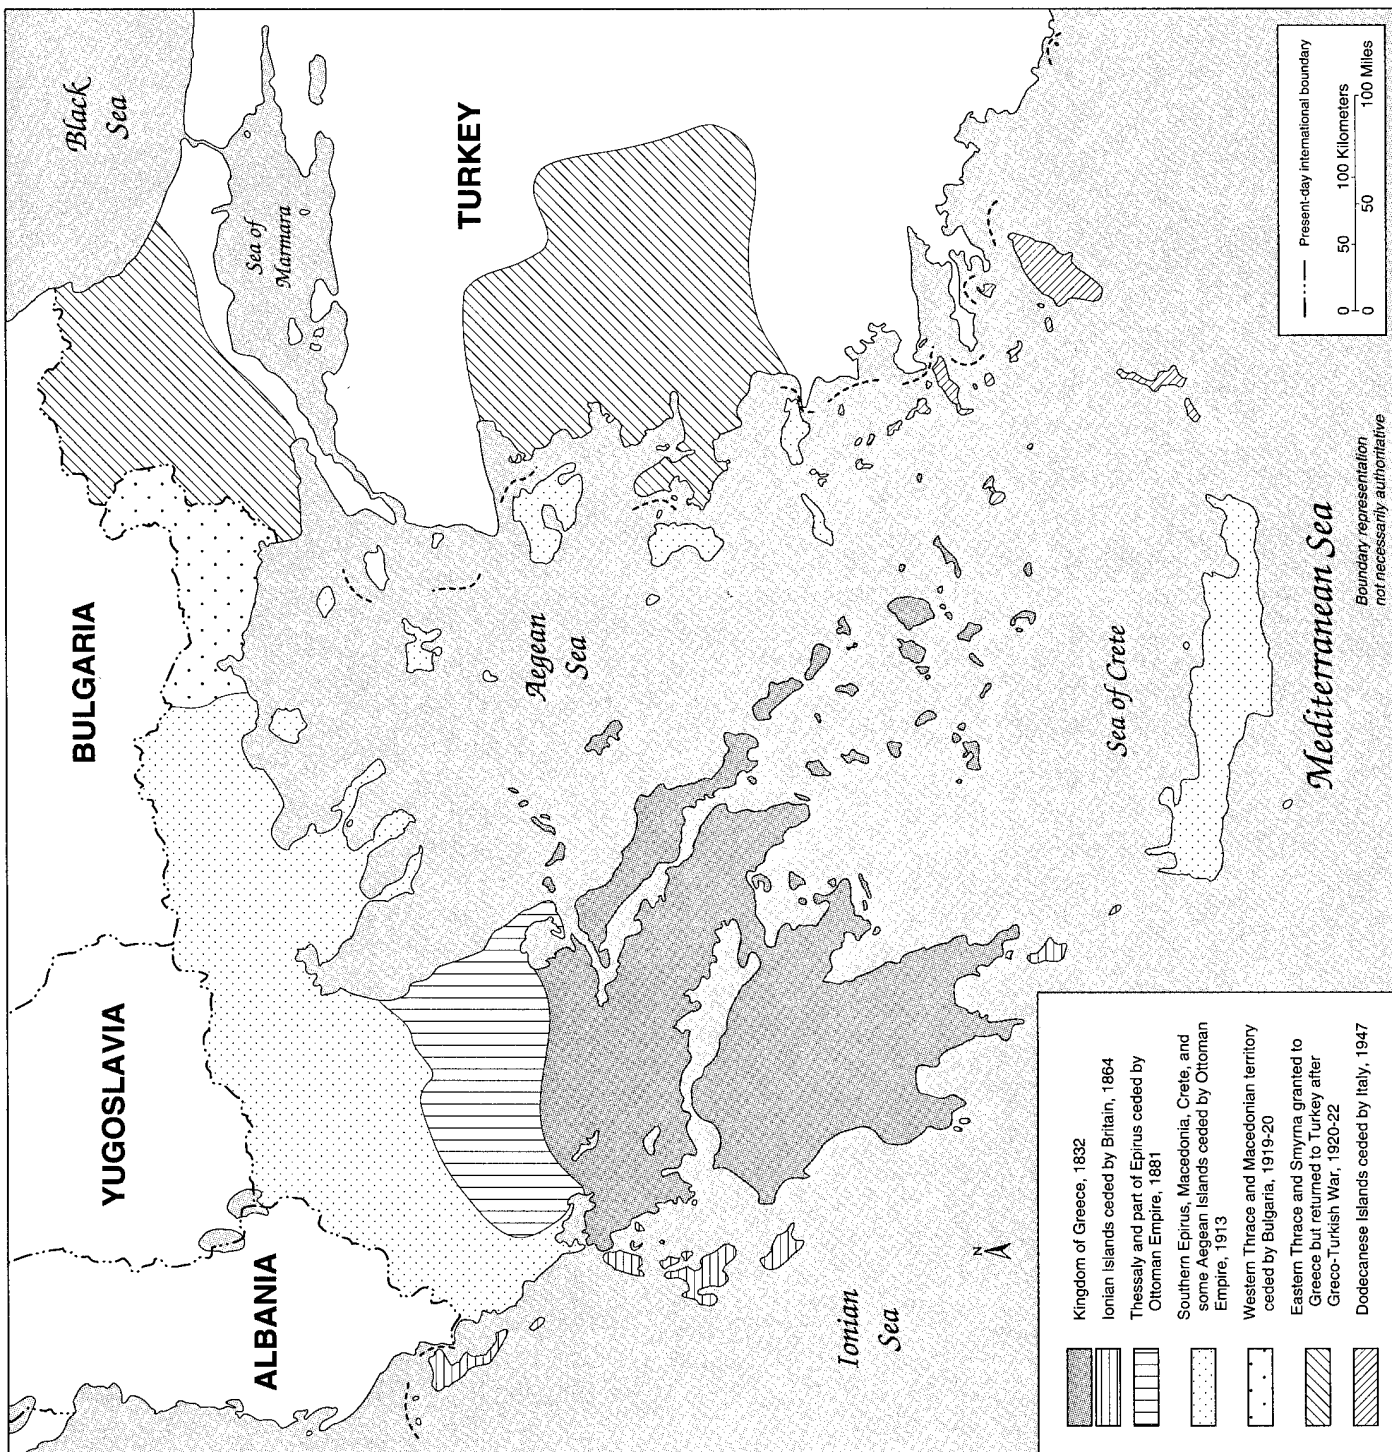 Black
Sea
Sea of
Marmara
BULGARIA
TURKEY
YUGOSLAVIA
ALBANIA
Aegean
Sea
Ionian
Sea
Sea of Crete
Mediterranean Sea
N
Kingdom of Greece, 1832
Ionian Islands ceded by Britain, 1864
Thessaly and part of Epirus ceded by
Ottoman Empire, 1881
Southern Epirus, Macedonia, Crete, and
some Aegean Islands ceded by Ottoman
Empire, 1913
Western Thrace and Macedonian territory
ceded by Bulgaria, 1919-20
Eastern Thrace and Smyrna granted to
Greece but returned to Turkey after
Greco-Turkish War, 1920-22
Dodecanese Islands ceded by Italy, 1947
Boundary representation
not necessarily authoritative
Present-day international boundary
0 50 100 Kilometers
0 50 100 Miles